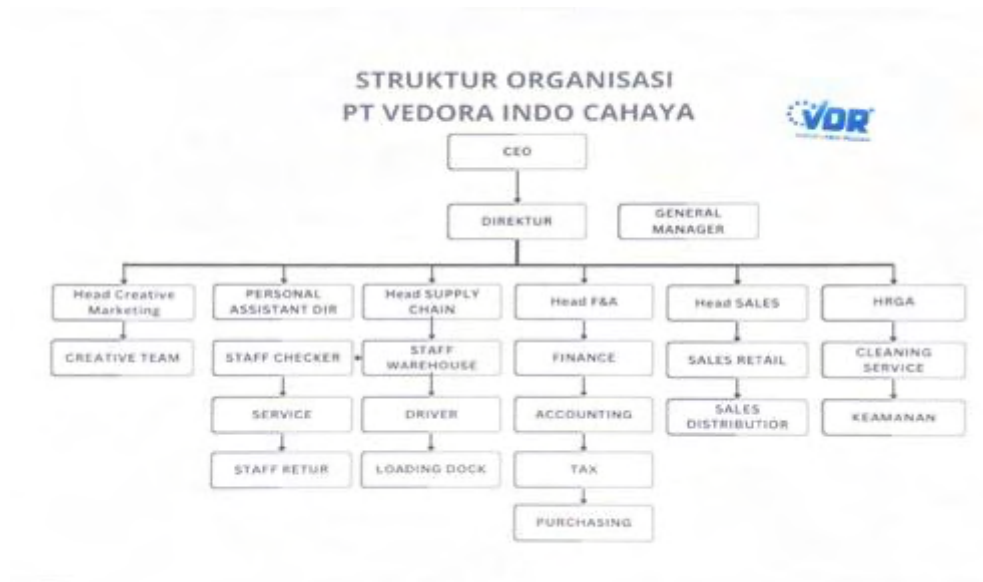 STRUKTUR ORGANISASI
PT VEDORA INDO CAHAYA
VDR
CEO
DIREKTUR
GENERAL
MANAGER
Head Creative
Marketing
PERSONAL
ASSISTANT DIR
Head SUPPLY
CHAIN
Head F&A
Head SALES
HRGA
CREATIVE TEAM
STAFF CHECKER
STAFF
WAREHOUSE
FINANCE
SALES RETAIL
CLEANING
SERVICE
SERVICE
DRIVER
ACCOUNTING
SALES
DISTRIBUTIOR
KEAMANAN
STAFF RETUR
LOADING DOCK
TAX
PURCHASING